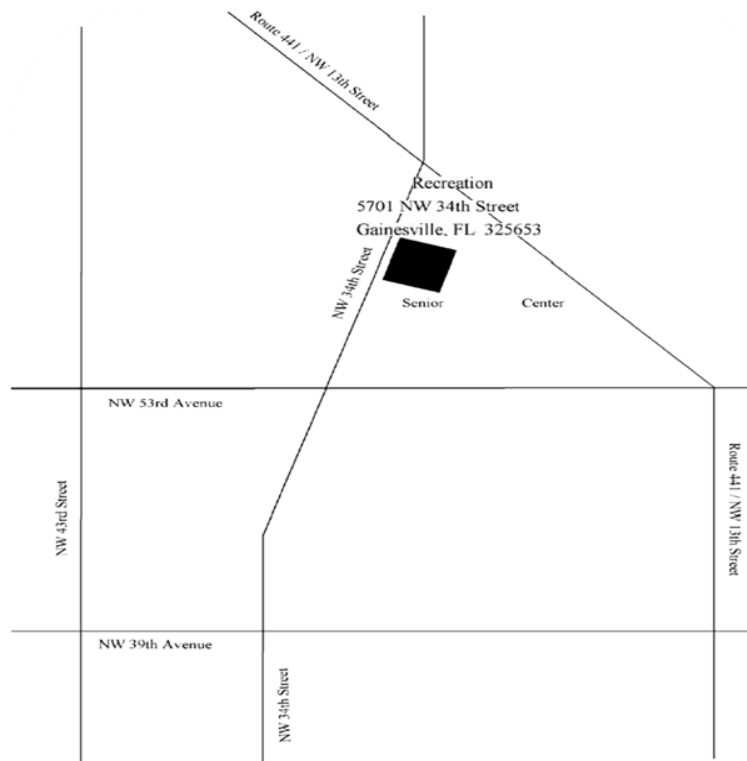 Route 441 / NW 13th Street
Recreation
5701 NW 34th Street
Gainesville, FL 325653
NW 34th Street
Senior Center
NW 53rd Avenue
NW 43rd Street
Route 441 / NW 13th Street
NW 39th Avenue
NW 34th Street